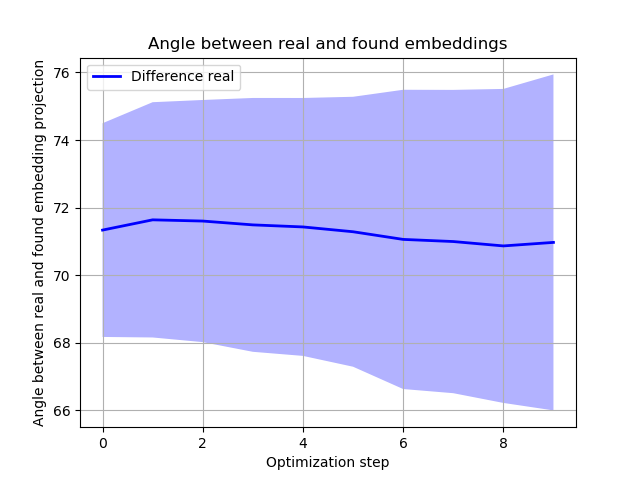 Angle between real and found embeddings
Difference real
Angle between real and found embedding projection
76
74
72
70
68
66
0 2 4 6 8
Optimization step